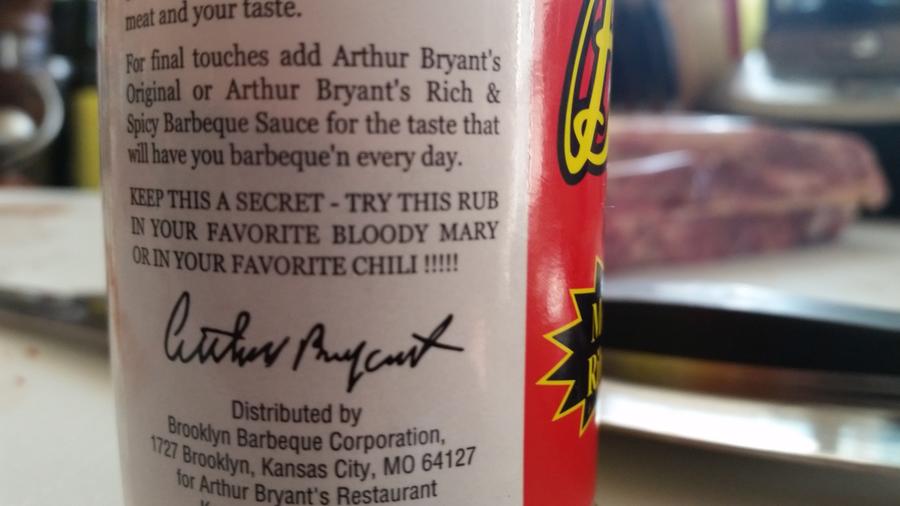 meat and your taste.
For final touches add Arthur Bryant's
Original or Arthur Bryant's Rich &
Spicy Barbeque Sauce for the taste that
will have you barbeque'n every day.
KEEP THIS A SECRET - TRY THIS RUB
IN YOUR FAVORITE BLOODY MARY
OR IN YOUR FAVORITE CHILI !!!!!
Arthur Bryant
Distributed by
Brooklyn Barbeque Corporation,
1727 Brooklyn, Kansas City, MO 64127
for Arthur Bryant's Restaurant